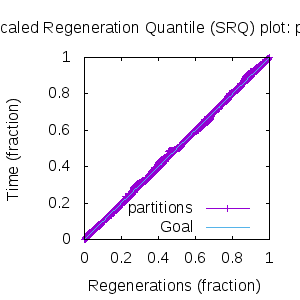 caled Regeneration Quantile (SRQ) plot: p
1
0.8
0.6
0.4
0.2
0
0
0.2
0.4
0.6
0.8
1
Time (fraction)
partitions
Goal
Regenerations (fraction)